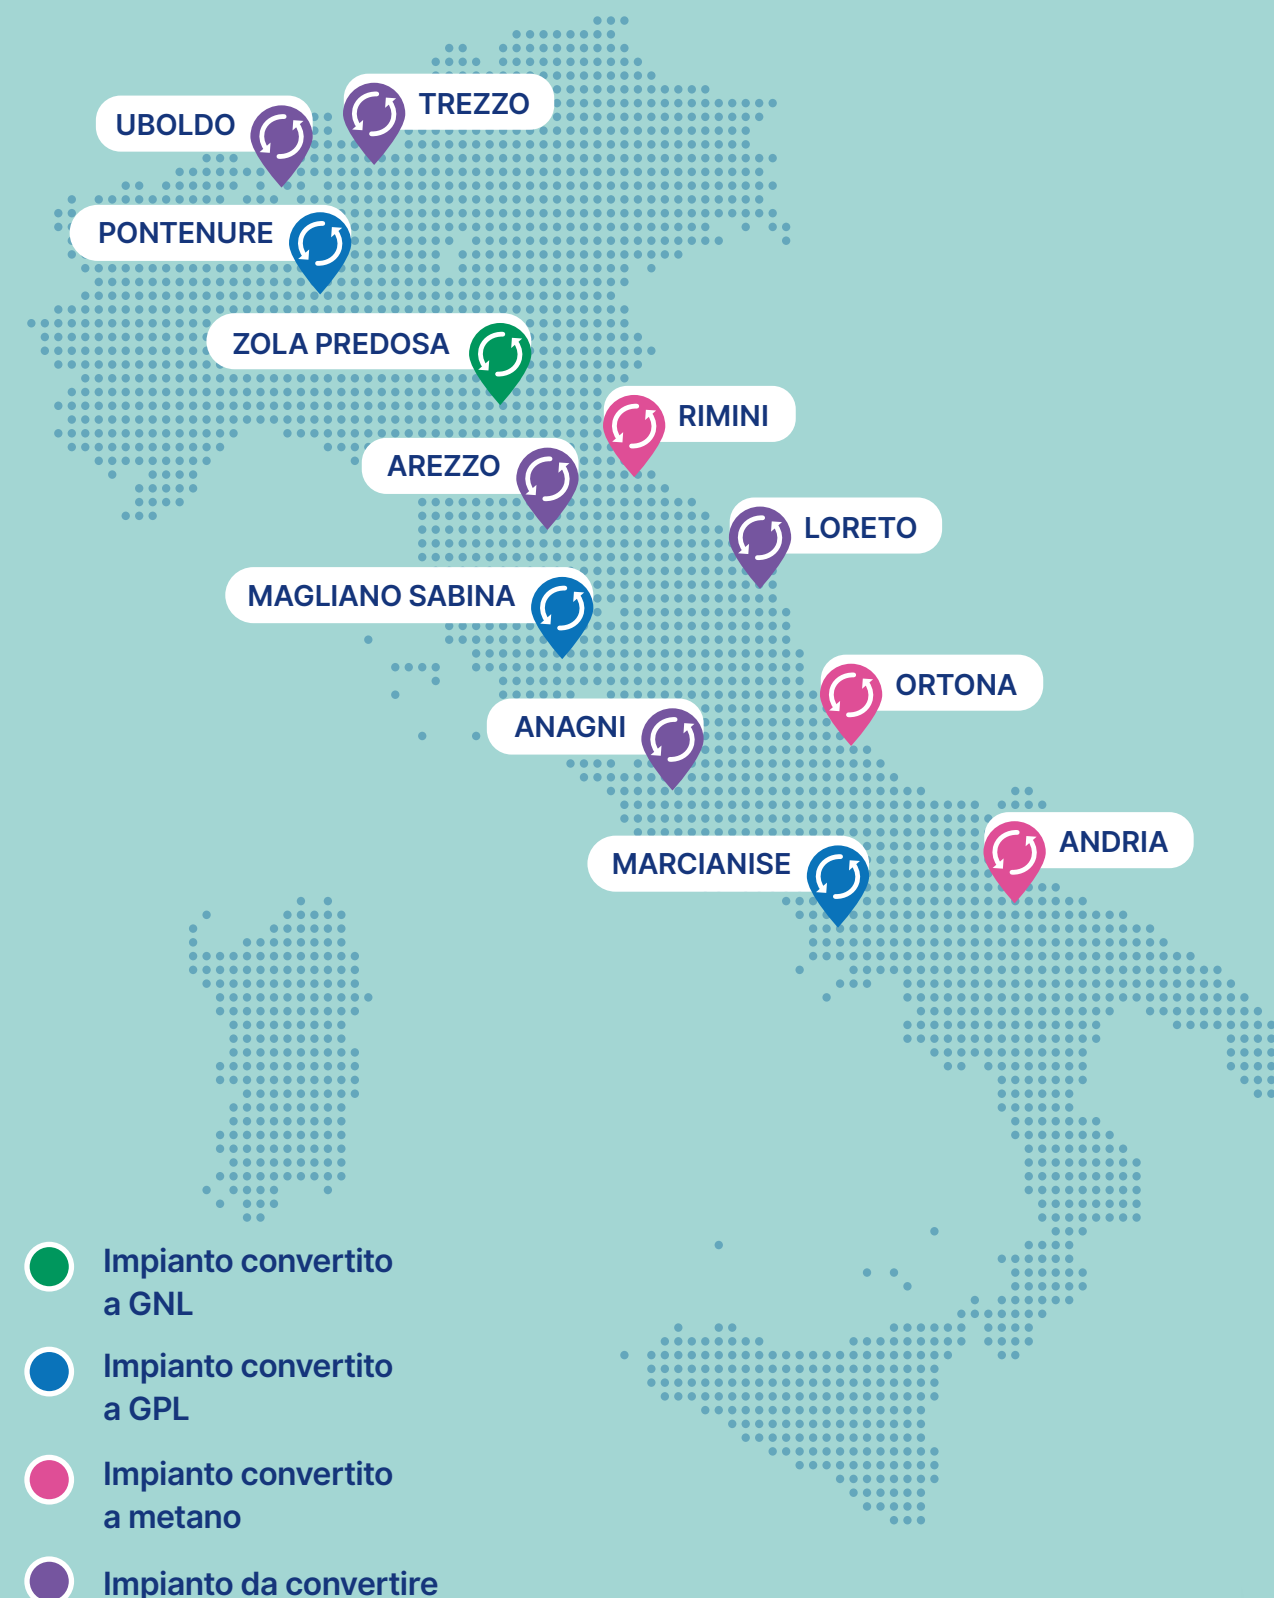 TREZZO
UBOLDO
PONTENURE
ZOLA PREDOSA
RIMINI
AREZZO
LORETO
MAGLIANO SABINA
ORTONA
ANAGNI
ANDRIA
MARCIANISE
Impianto convertito
a GNL
Impianto convertito
a GPL
Impianto convertito
a metano
Impianto da convertire